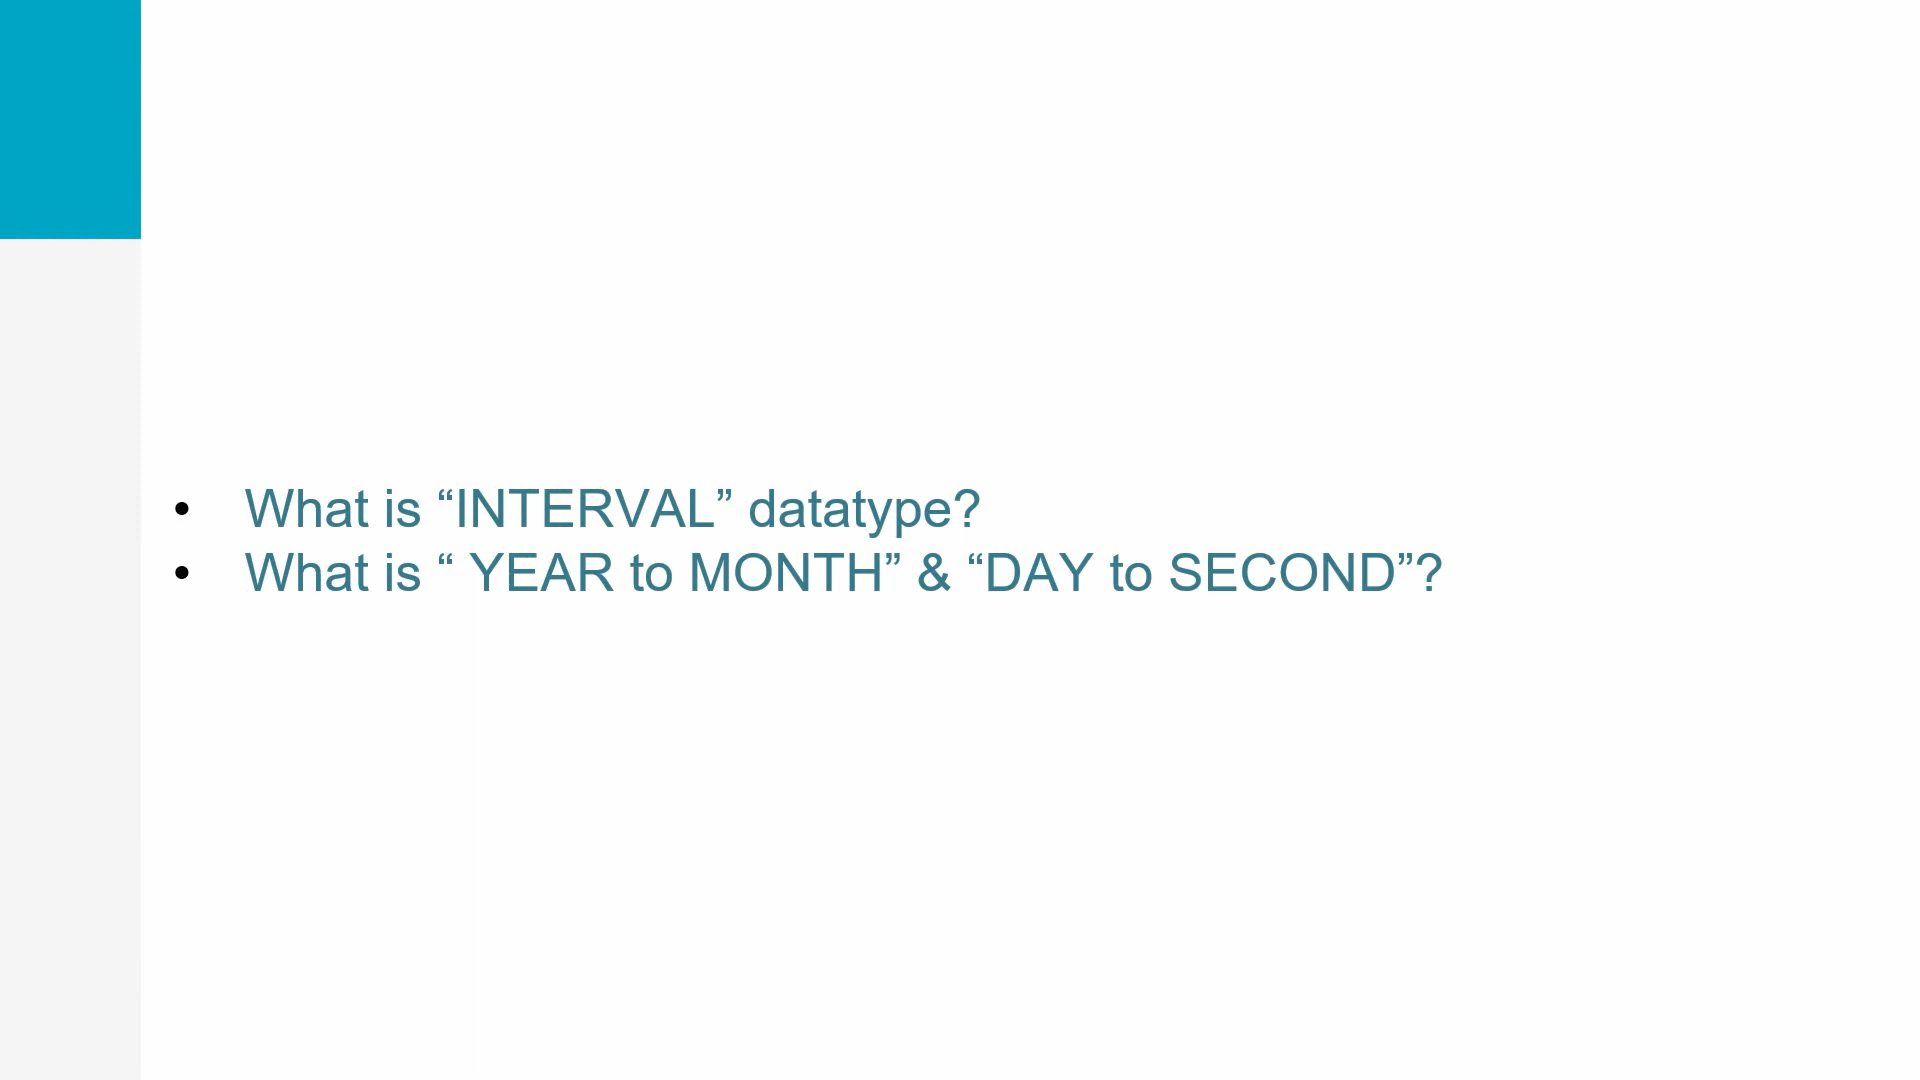 • What is “INTERVAL” datatype?
• What is “ YEAR to MONTH” & “DAY to SECOND”?